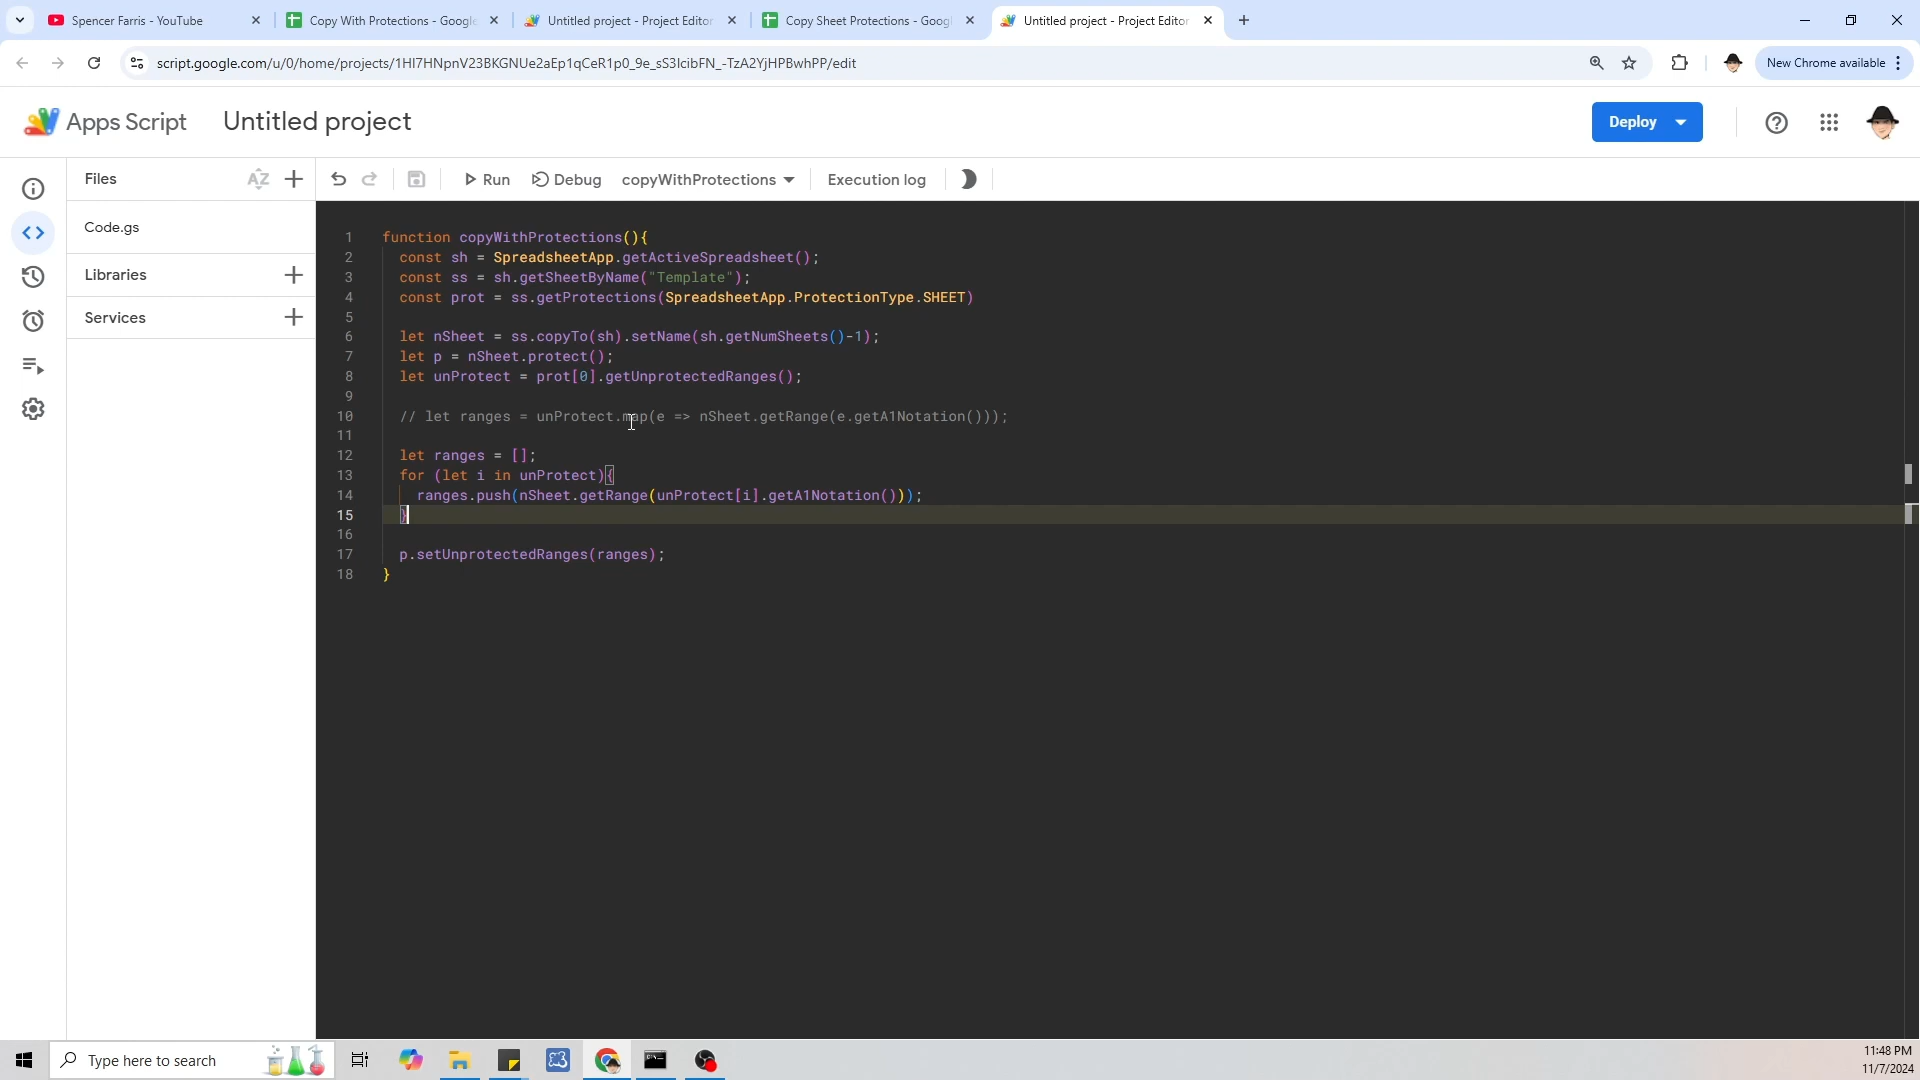 Spencer Farris - YouTube
Copy With Protections - Google
Untitled project - Project Editor
Copy Sheet Protections - Googl
Untitled project - Project Editor
script.google.com/u/0/home/projects/1HI7HNpnV23BKGNUe2aEp1qCeR1p0_9e_sS3IcibFN_-TzA2YjHPBwhPP/edit
New Chrome available
Apps Script
Untitled project
Deploy
Files
AZ
Run
Debug
copyWithProtections
Execution log
Code.gs
Libraries
Services
1 function copyWithProtections(){
2 const sh = SpreadsheetApp.getActiveSpreadsheet();
3 const ss = sh.getSheetByName("Template");
4 const prot = ss.getProtections(SpreadsheetApp.ProtectionType.SHEET)
5
6 let nSheet = ss.copyTo(sh).setName(sh.getNumSheets()-1);
7 let p = nSheet.protect();
8 let unProtect = prot[0].getUnprotectedRanges();
9
10 // let ranges = unProtect.map(e => nSheet.getRange(e.getA1Notation()));
11
12 let ranges = [];
13 for (let i in unProtect){
14 ranges.push(nSheet.getRange(unProtect[i].getA1Notation()));
15 }
16
17 p.setUnprotectedRanges(ranges);
18 }
Type here to search
11:48 PM
11/7/2024